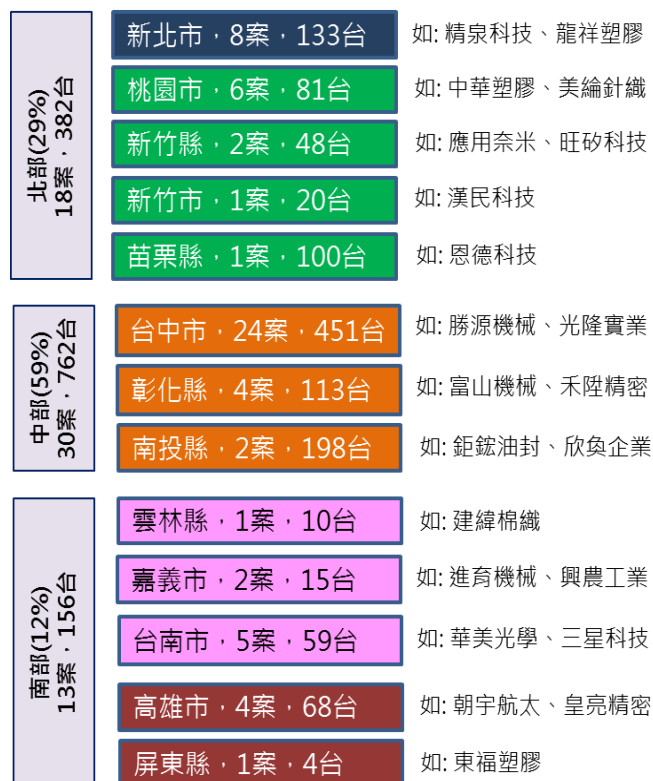 北部(29%)
18案，382台
新北市，8案，133台
如: 精泉科技、龍祥塑膠
桃園市，6案，81台
如: 中華塑膠、美綸針織
新竹縣，2案，48台
如: 應用奈米、旺矽科技
新竹市，1案，20台
如: 漢民科技
苗栗縣，1案，100台
如: 恩德科技
中部(59%)
30案，762台
台中市，24案，451台
如: 勝源機械、光隆實業
彰化縣，4案，113台
如: 富山機械、禾陞精密
南投縣，2案，198台
如: 鉅鋐油封、欣奐企業
南部(12%)
13案，156台
雲林縣，1案，10台
如: 建緯棉織
嘉義市，2案，15台
如: 進育機械、興農工業
台南市，5案，59台
如: 華美光學、三星科技
高雄市，4案，68台
如: 朝宇航太、皇亮精密
屏東縣，1案，4台
如: 東福塑膠